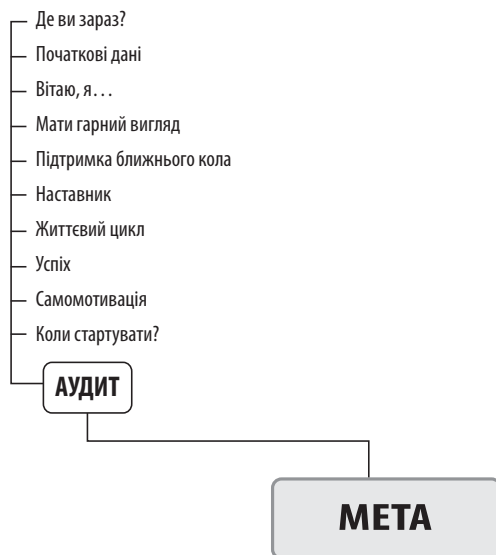 Де ви зараз?
Початкові дані
Вітаю, я…
Мати гарний вигляд
Підтримка ближнього кола
Наставник
Життєвий цикл
Успіх
Самомотивація
Коли стартувати?
АУДИТ
МЕТА